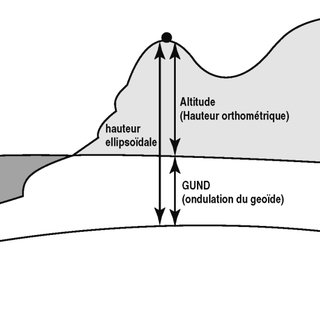 Altitude
(Hauteur orthométrique)
hauteur
ellipsoïdale
GUND
(ondulation du geoïde)